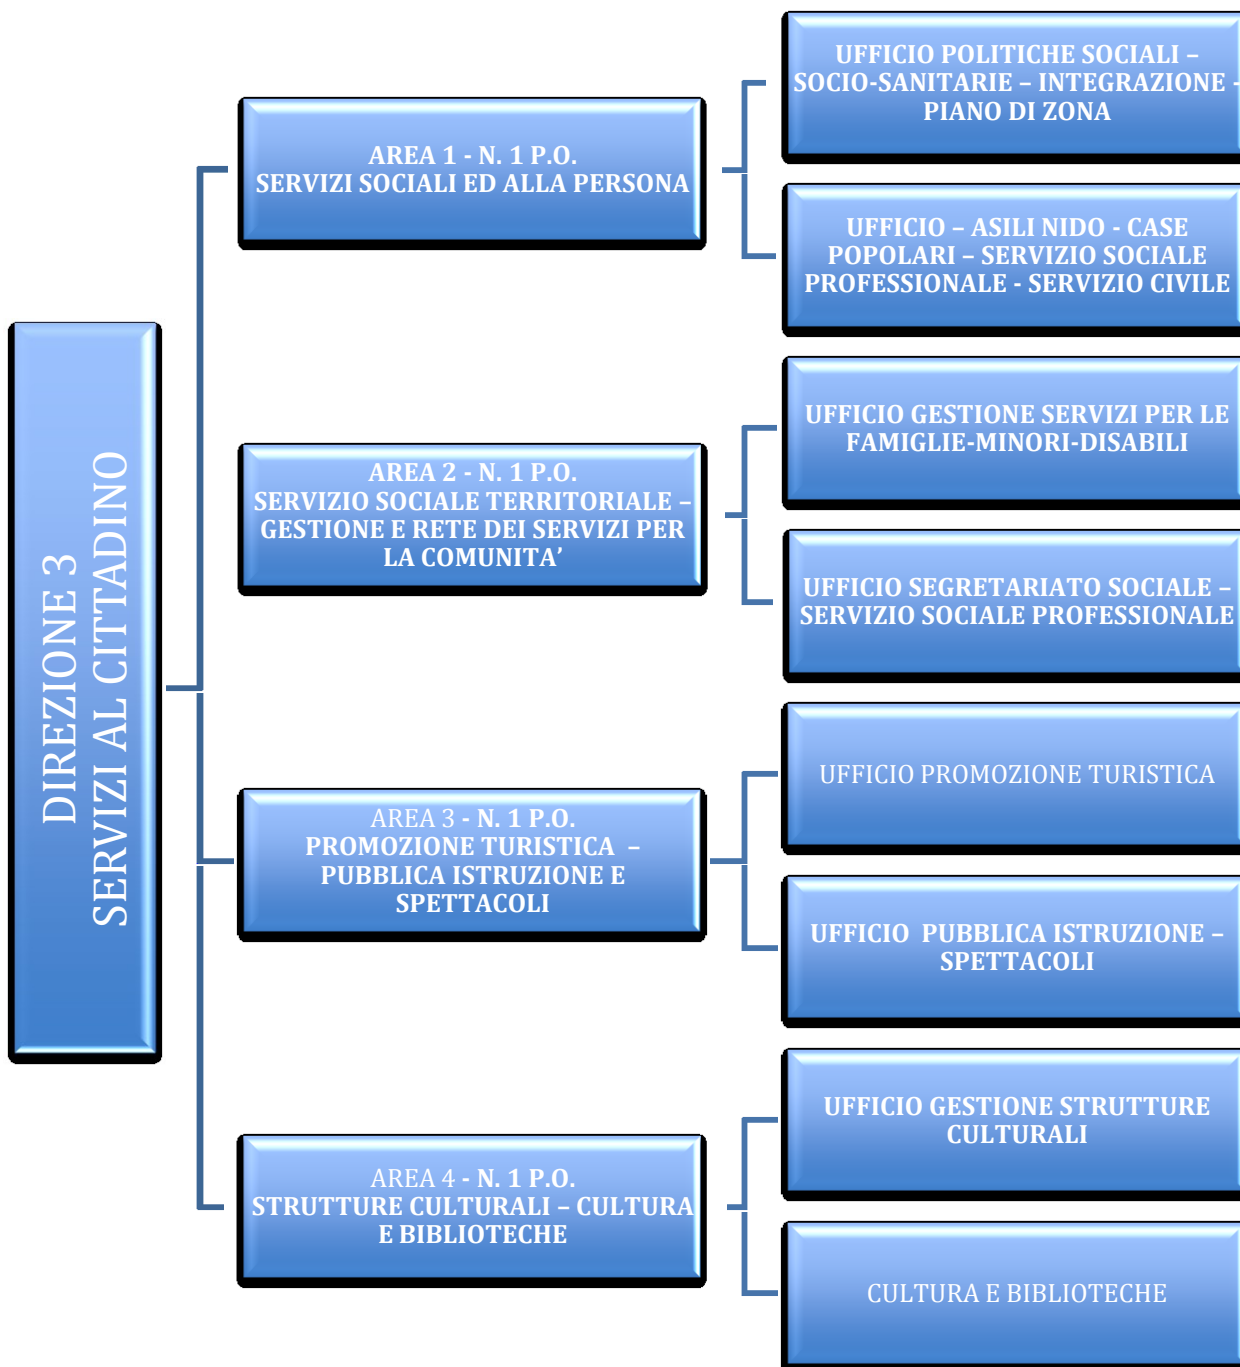 DIREZIONE 3
SERVIZI AL CITTADINO
AREA 1 - N. 1 P.O.
SERVIZI SOCIALI ED ALLA PERSONA
UFFICIO POLITICHE SOCIALI –
SOCIO-SANITARIE – INTEGRAZIONE -
PIANO DI ZONA
UFFICIO – ASILI NIDO - CASE
POPOLARI – SERVIZIO SOCIALE
PROFESSIONALE - SERVIZIO CIVILE
AREA 2 - N. 1 P.O.
SERVIZIO SOCIALE TERRITORIALE –
GESTIONE E RETE DEI SERVIZI PER
LA COMUNITA’
UFFICIO GESTIONE SERVIZI PER LE
FAMIGLIE-MINORI-DISABILI
UFFICIO SEGRETARIATO SOCIALE –
SERVIZIO SOCIALE PROFESSIONALE
AREA 3 - N. 1 P.O.
PROMOZIONE TURISTICA –
PUBBLICA ISTRUZIONE E
SPETTACOLI
UFFICIO PROMOZIONE TURISTICA
UFFICIO PUBBLICA ISTRUZIONE –
SPETTACOLI
AREA 4 - N. 1 P.O.
STRUTTURE CULTURALI – CULTURA
E BIBLIOTECHE
UFFICIO GESTIONE STRUTTURE
CULTURALI
CULTURA E BIBLIOTECHE